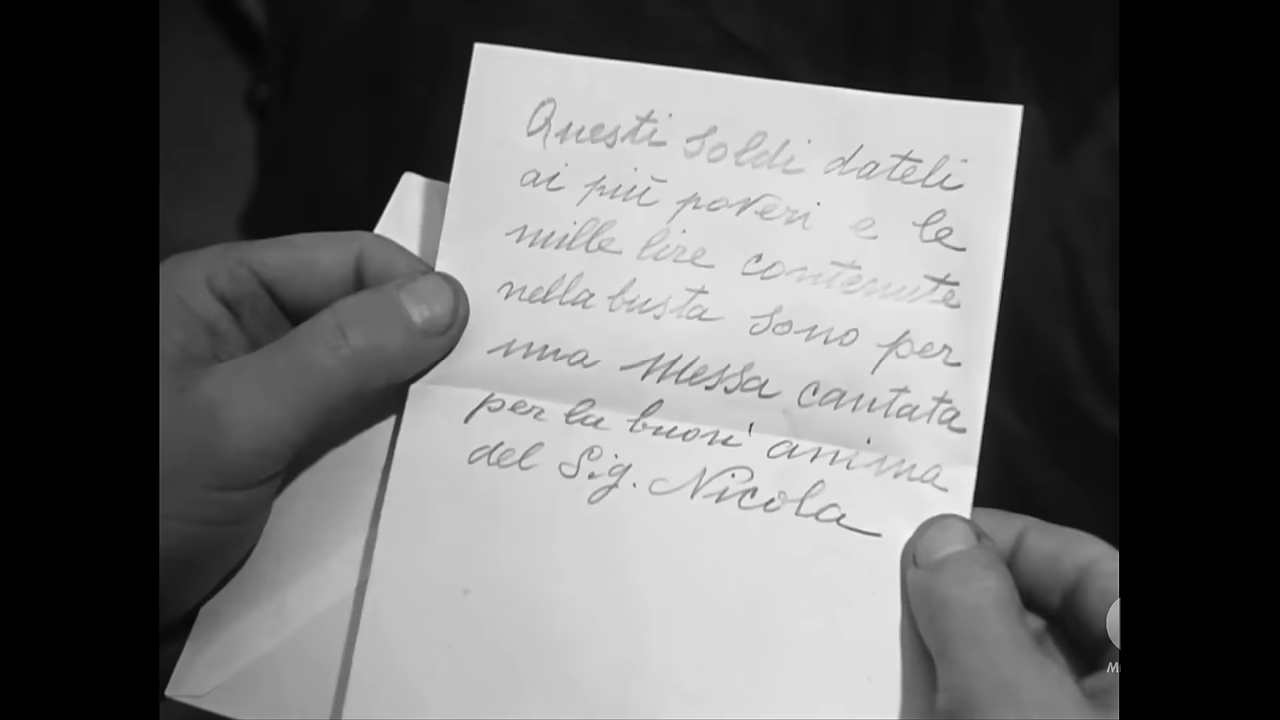 Questi soldi dateli
ai più poveri e le
mille lire contenute
nella busta sono per
una Messa cantata
per la buon' anima
del Sig. Nicola